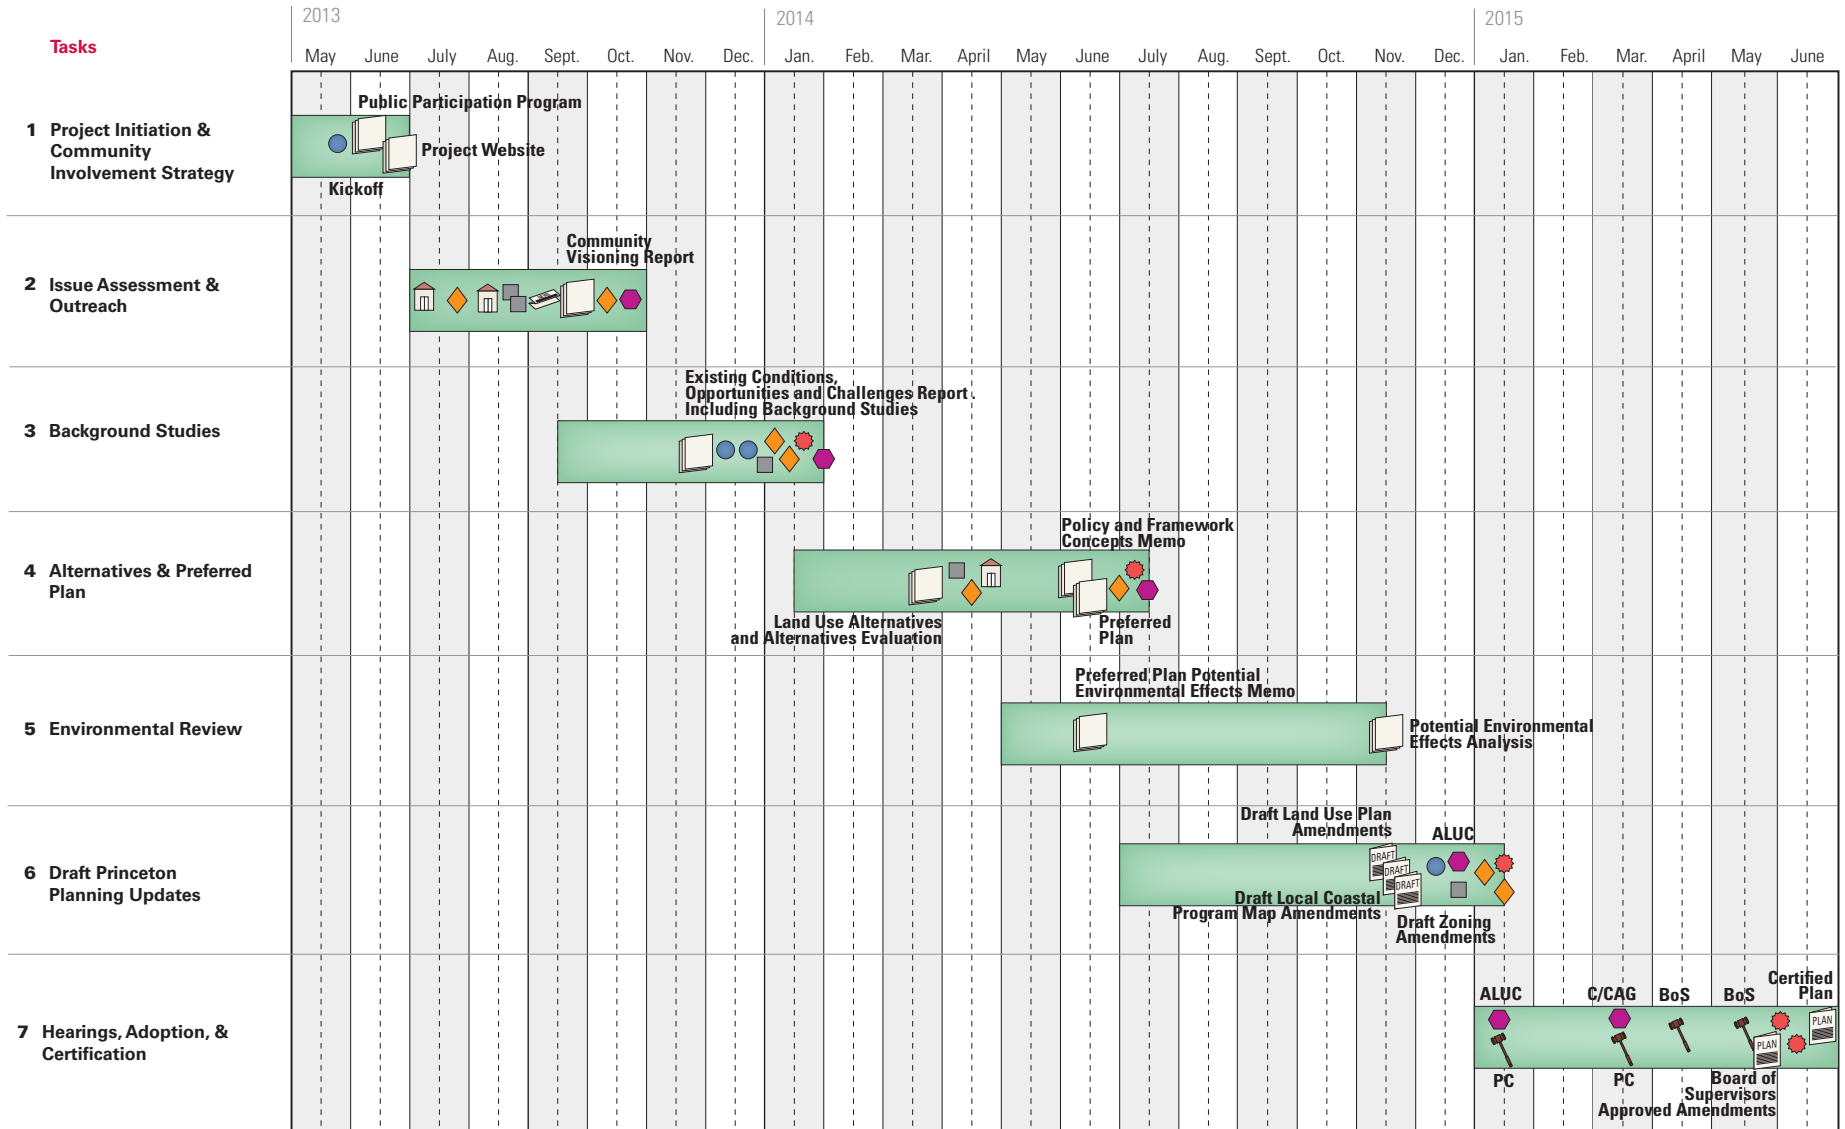 2013
2014
2015
Tasks
May June July Aug. Sept. Oct. Nov. Dec. Jan. Feb. Mar. April May June July Aug. Sept. Oct. Nov. Dec. Jan. Feb. Mar. April May June
1 Project Initiation &
Community
Involvement Strategy
Public Participation Program
Project Website
Kickoff
2 Issue Assessment &
Outreach
Community
Visioning Report
3 Background Studies
Existing Conditions,
Opportunities and Challenges Report .
Including Background Studies
4 Alternatives & Preferred
Plan
Policy and Framework
Concepts Memo
Land Use Alternatives
and Alternatives Evaluation
Preferred
Plan
5 Environmental Review
Preferred Plan Potential
Environmental Effects Memo
Potential Environmental
Effects Analysis
6 Draft Princeton
Planning Updates
Draft Land Use Plan
Amendments
ALUC
DRAFT
DRAFT
DRAFT
Draft Local Coastal
Program Map Amendments
Draft Zoning
Amendments
7 Hearings, Adoption, &
Certification
ALUC
C/CAG
BoS
BoS
Certified
Plan
PLAN
PLAN
PC
PC
Board of
Supervisors
Approved Amendments